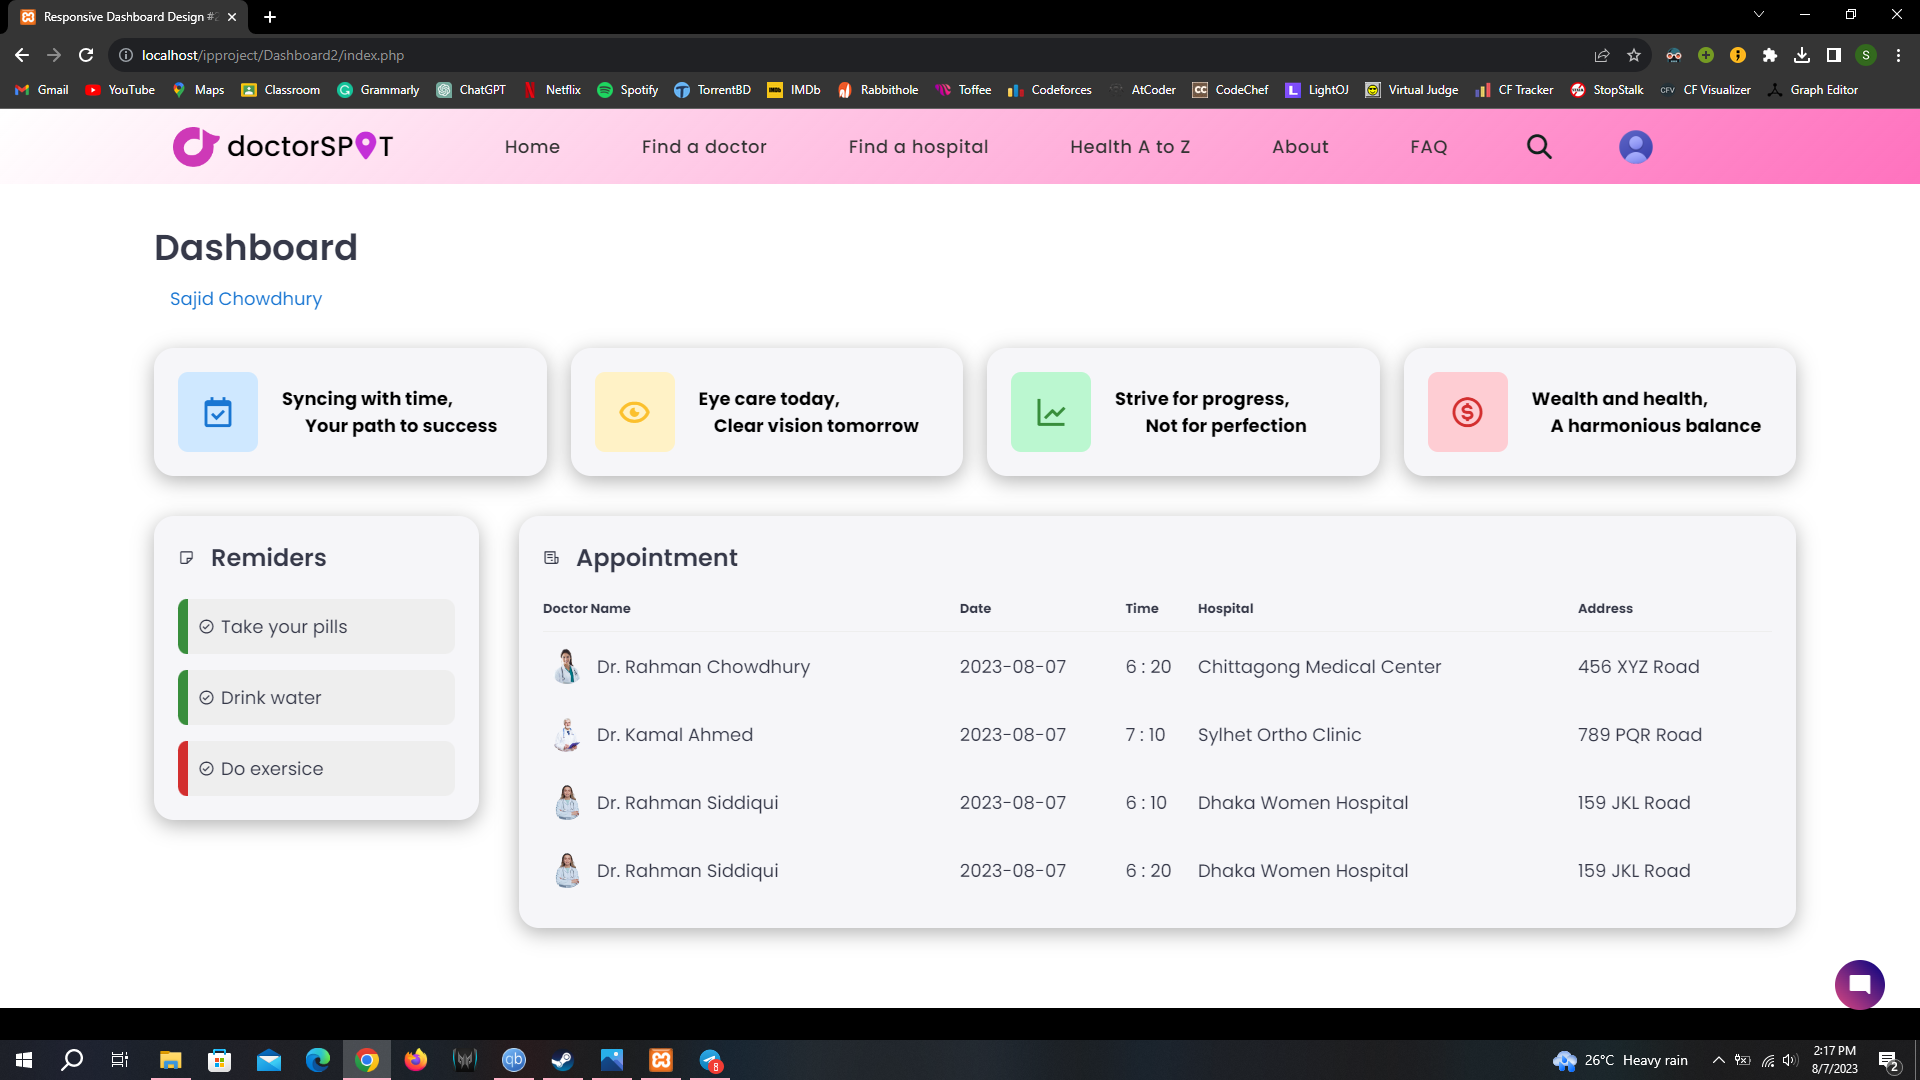 Responsive Dashboard Design #
localhost/ipproject/Dashboard2/index.php
S
Gmail YouTube Maps Classroom Grammarly ChatGPT Netflix Spotify TorrentBD IMDb Rabbithole Toffee Codeforces AtCoder CC CodeChef L LightOJ Virtual Judge CF Tracker StopStalk CFV CF Visualizer Graph Editor
doctorSPOT Home Find a doctor Find a hospital Health A to Z About FAQ
Dashboard
Sajid Chowdhury
Syncing with time,
Your path to success
Eye care today,
Clear vision tomorrow
Strive for progress,
Not for perfection
Wealth and health,
A harmonious balance
Remiders
Take your pills
Drink water
Do exersice
Appointment
Doctor Name Date Time Hospital Address
Dr. Rahman Chowdhury 2023-08-07 6 : 20 Chittagong Medical Center 456 XYZ Road
Dr. Kamal Ahmed 2023-08-07 7 : 10 Sylhet Ortho Clinic 789 PQR Road
Dr. Rahman Siddiqui 2023-08-07 6 : 10 Dhaka Women Hospital 159 JKL Road
Dr. Rahman Siddiqui 2023-08-07 6 : 20 Dhaka Women Hospital 159 JKL Road
qb
8
26°C Heavy rain
2:17 PM
8/7/2023
2